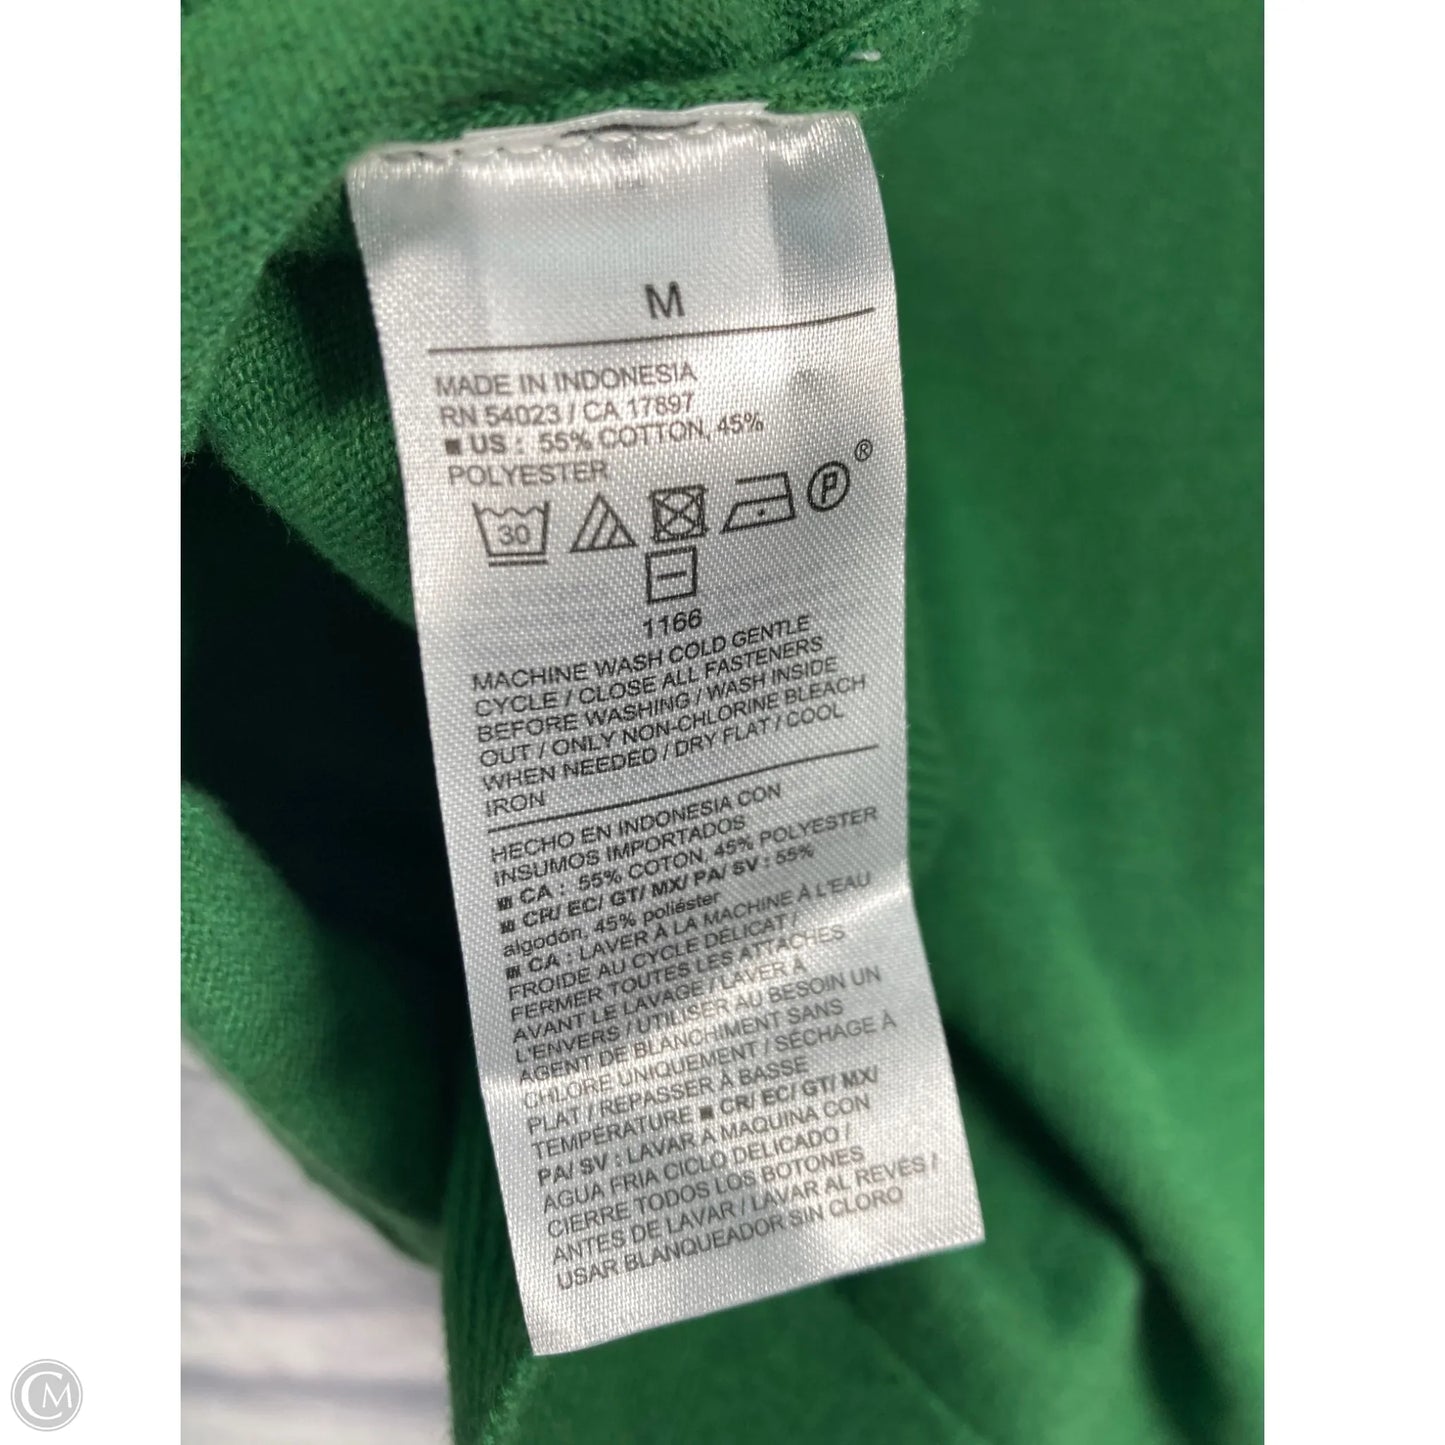 M
MADE IN INDONESIA
RN 54023 / CA 17897
■ US : 55% COTTON, 45%
POLYESTER
30
P ®
1166
MACHINE WASH COLD GENTLE
CYCLE / CLOSE ALL FASTENERS
BEFORE WASHING / WASH INSIDE
OUT / ONLY NON-CHLORINE BLEACH
WHEN NEEDED / DRY FLAT / COOL
IRON
HECHO EN INDONESIA CON
INSUMOS IMPORTADOS
■ CA : 55% COTON, 45% POLYESTER
■ CR/ EC/ GT/ MX/ PA/ SV : 55%
algodón, 45% poliéster
■ CA : LAVER À LA MACHINE À L'EAU
FROIDE AU CYCLE DÉLICAT /
FERMER TOUTES LES ATTACHES
AVANT LE LAVAGE / LAVER À
L'ENVERS / UTILISER AU BESOIN UN
AGENT DE BLANCHIMENT SANS
CHLORE UNIQUEMENT / SÉCHAGE À
PLAT / REPASSER À BASSE
TEMPÉRATURE ■ CR/ EC/ GT/ MX/
PA/ SV : LAVAR A MAQUINA CON
AGUA FRIA CICLO DELICADO /
CIERRE TODOS LOS BOTONES
ANTES DE LAVAR / LAVAR AL REVÉS /
USAR BLANQUEADOR SIN CLORO
CM